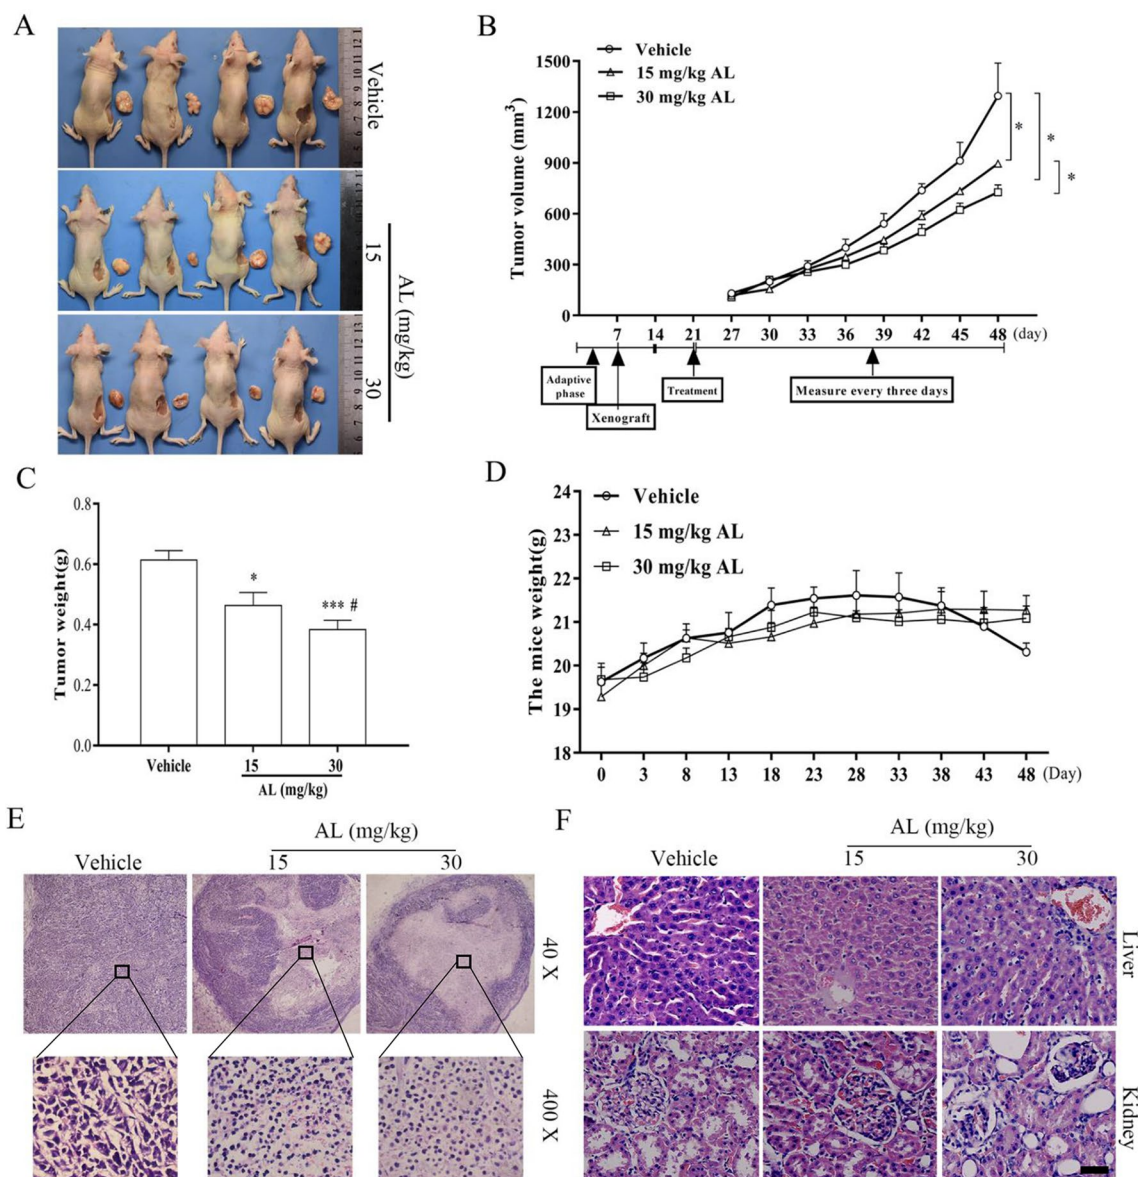 A
Vehicle
15
30
AL (mg/kg)
B
Vehicle
15 mg/kg AL
30 mg/kg AL
Tumor volume (mm³)
1500
1200
900
600
300
0
*
*
*
7 14 21 27 30 33 36 39 42 45 48 (day)
Adaptive
phase
Xenograft
Treatment
Measure every three days
C
Tumor weight(g)
0.8
0.6
0.4
0.2
0.0
*
*** #
Vehicle 15 30
AL (mg/kg)
D
Vehicle
15 mg/kg AL
30 mg/kg AL
The mice weight(g)
24
23
22
21
20
19
18
0 3 8 13 18 23 28 33 38 43 48 (Day)
E
AL (mg/kg)
Vehicle 15 30
40 X
400 X
F
AL (mg/kg)
Vehicle 15 30
Liver
Kidney